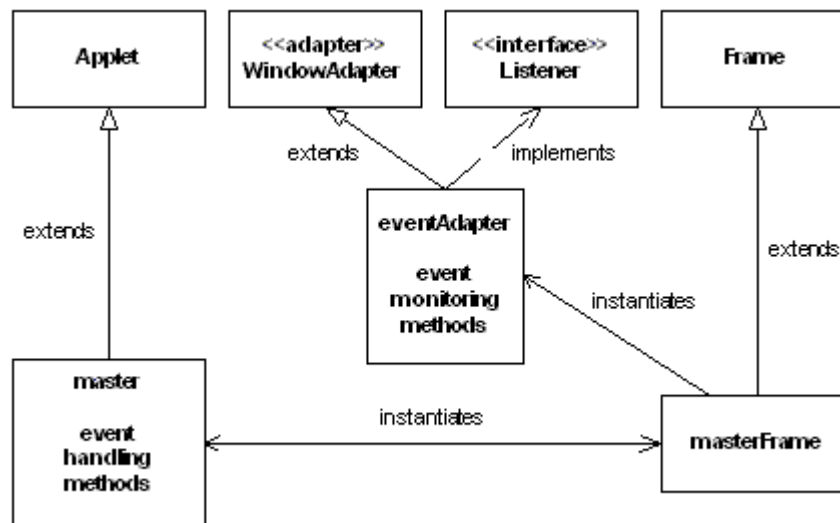 Applet
<<adapter>>
WindowAdapter
<<interface>>
Listener
Frame
extends
implements
eventAdapter
event
monitoring
methods
extends
extends
instantiates
master
event
handling
methods
instantiates
masterFrame